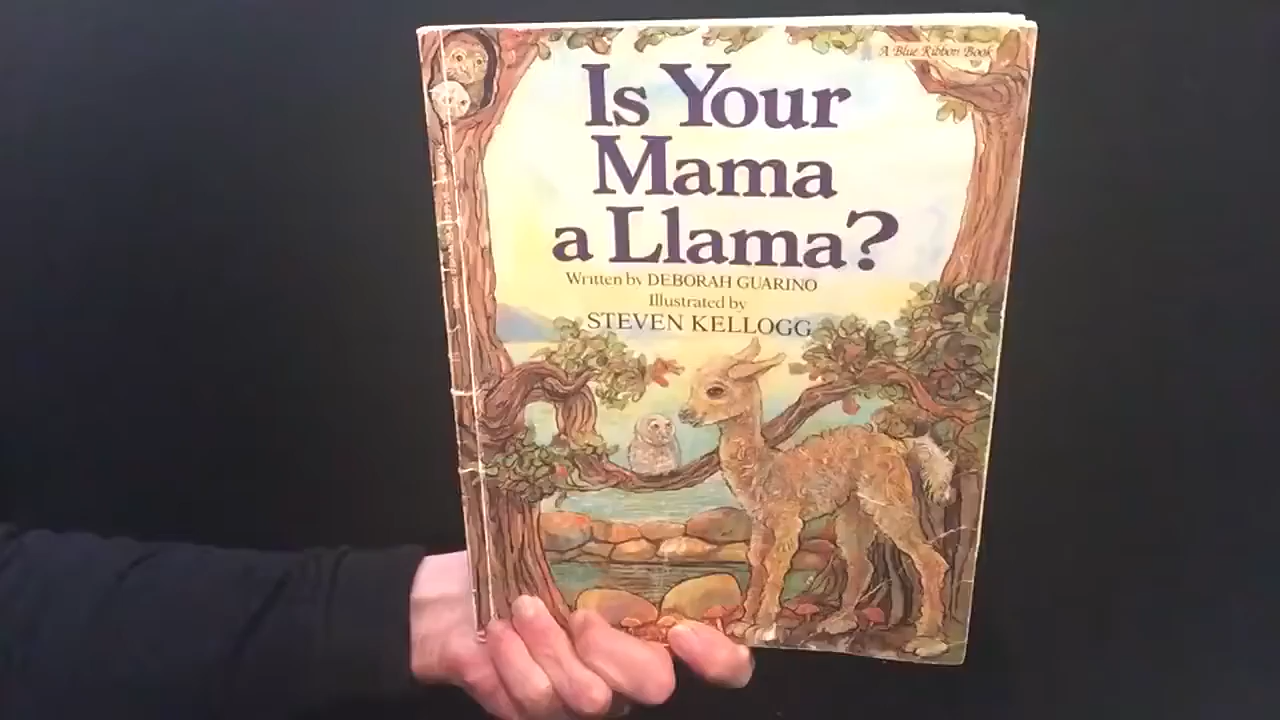 A Blue Ribbon Book
Is Your
Mama
a Llama?
Written by DEBORAH GUARINO
Illustrated by
STEVEN KELLOGG